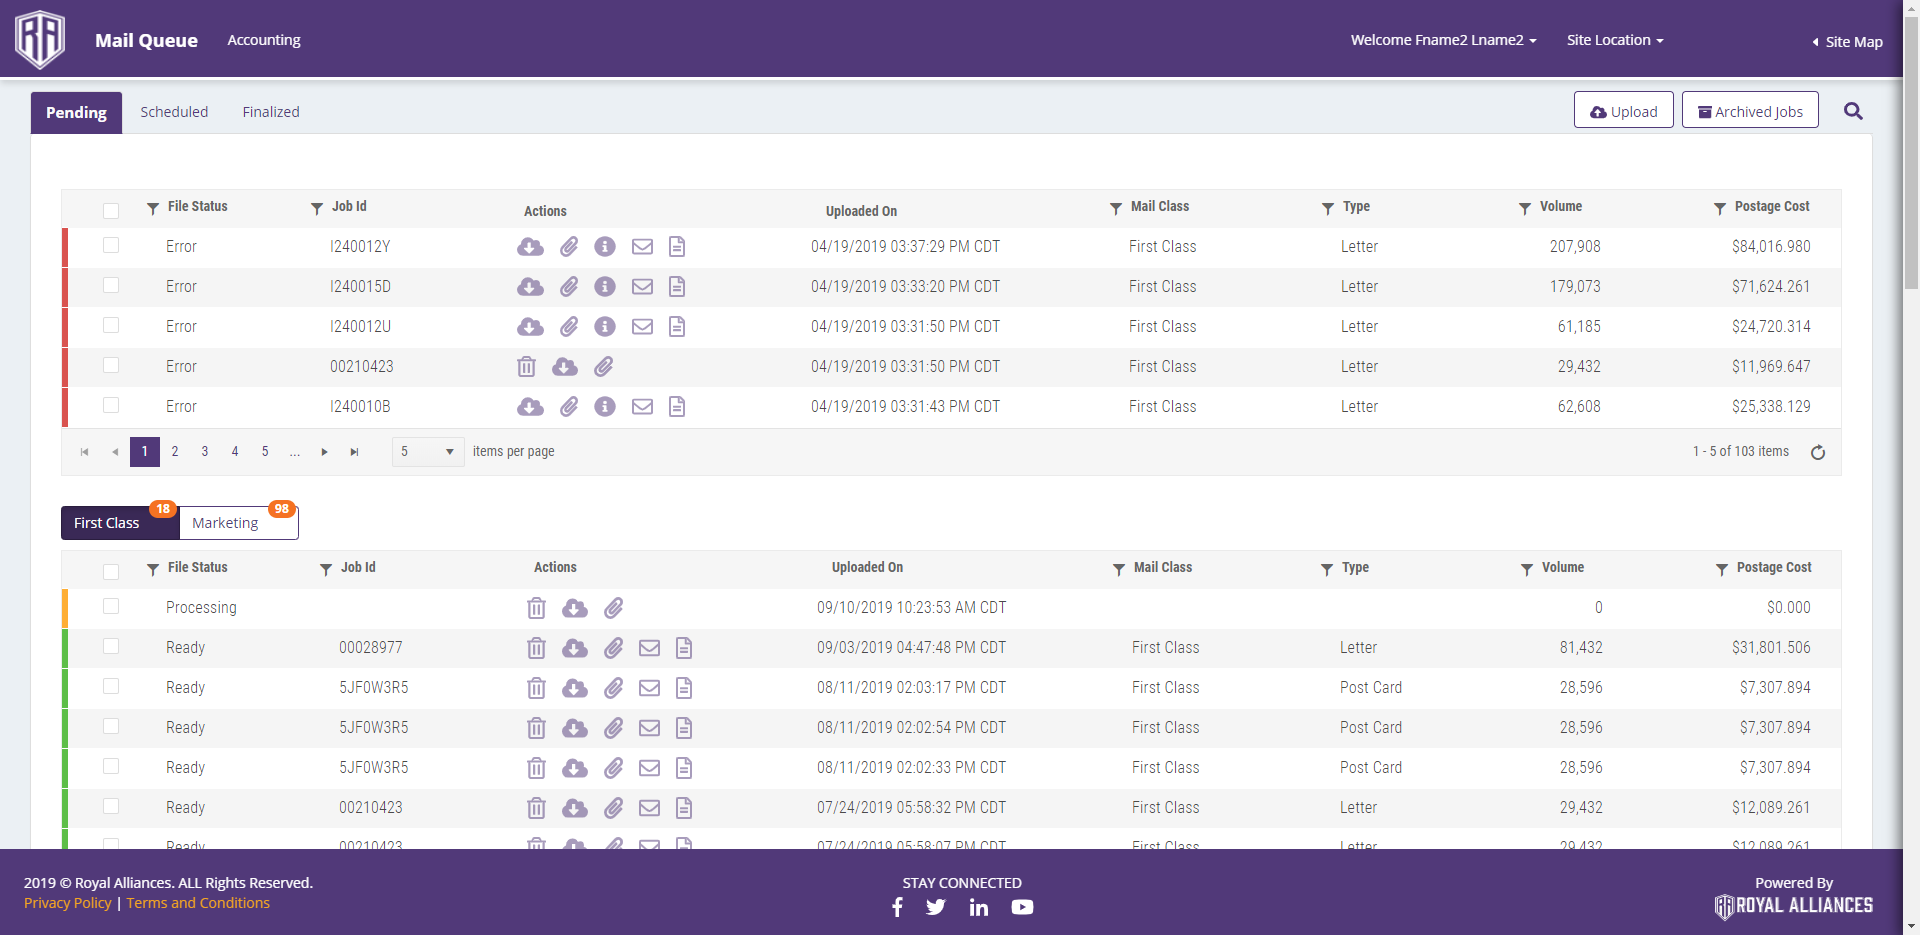 RA Mail Queue Accounting Welcome Fname2 Lname2 Site Location Site Map
Pending Scheduled Finalized Upload Archived Jobs
File Status Job Id Actions Uploaded On Mail Class Type Volume Postage Cost
Error I240012Y 04/19/2019 03:37:29 PM CDT First Class Letter 207,908 $84,016.980
Error I240015D 04/19/2019 03:33:20 PM CDT First Class Letter 179,073 $71,624.261
Error I240012U 04/19/2019 03:31:50 PM CDT First Class Letter 61,185 $24,720.314
Error 00210423 04/19/2019 03:31:50 PM CDT First Class Letter 29,432 $11,969.647
Error I240010B 04/19/2019 03:31:43 PM CDT First Class Letter 62,608 $25,338.129
1 2 3 4 5 ... 5 items per page 1 - 5 of 103 items
First Class 18 Marketing 98
File Status Job Id Actions Uploaded On Mail Class Type Volume Postage Cost
Processing 09/10/2019 10:23:53 AM CDT 0 $0.000
Ready 00028977 09/03/2019 04:47:48 PM CDT First Class Letter 81,432 $31,801.506
Ready 5JF0W3R5 08/11/2019 02:03:17 PM CDT First Class Post Card 28,596 $7,307.894
Ready 5JF0W3R5 08/11/2019 02:02:54 PM CDT First Class Post Card 28,596 $7,307.894
Ready 5JF0W3R5 08/11/2019 02:02:33 PM CDT First Class Post Card 28,596 $7,307.894
Ready 00210423 07/24/2019 05:58:32 PM CDT First Class Letter 29,432 $12,089.261
Ready 00210423 07/24/2019 05:58:07 PM CDT First Class Letter 29,432 $12,089.261
2019 © Royal Alliances. ALL Rights Reserved. STAY CONNECTED Powered By
Privacy Policy | Terms and Conditions RA ROYAL ALLIANCES